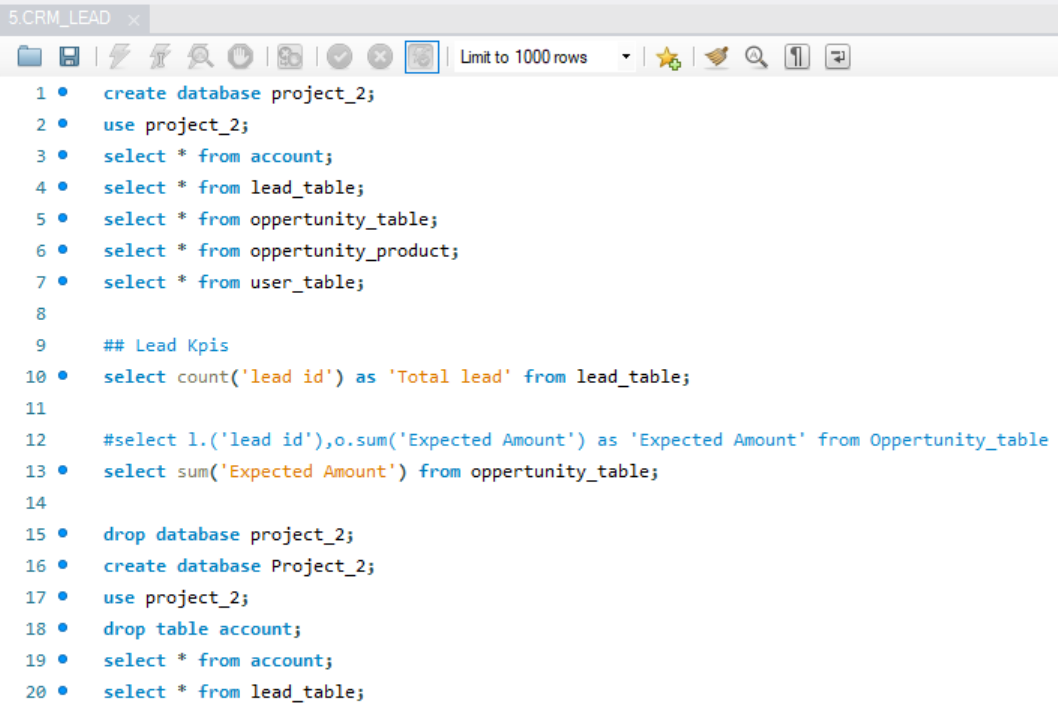 5.CRM_LEAD ×
Limit to 1000 rows
1 create database project_2;
2 use project_2;
3 select * from account;
4 select * from lead_table;
5 select * from oppertunity_table;
6 select * from oppertunity_product;
7 select * from user_table;
8
9 ## Lead Kpis
10 select count('lead id') as 'Total lead' from lead_table;
11
12 #select l.('lead id'),o.sum('Expected Amount') as 'Expected Amount' from Oppertunity_table
13 select sum('Expected Amount') from oppertunity_table;
14
15 drop database project_2;
16 create database Project_2;
17 use project_2;
18 drop table account;
19 select * from account;
20 select * from lead_table;